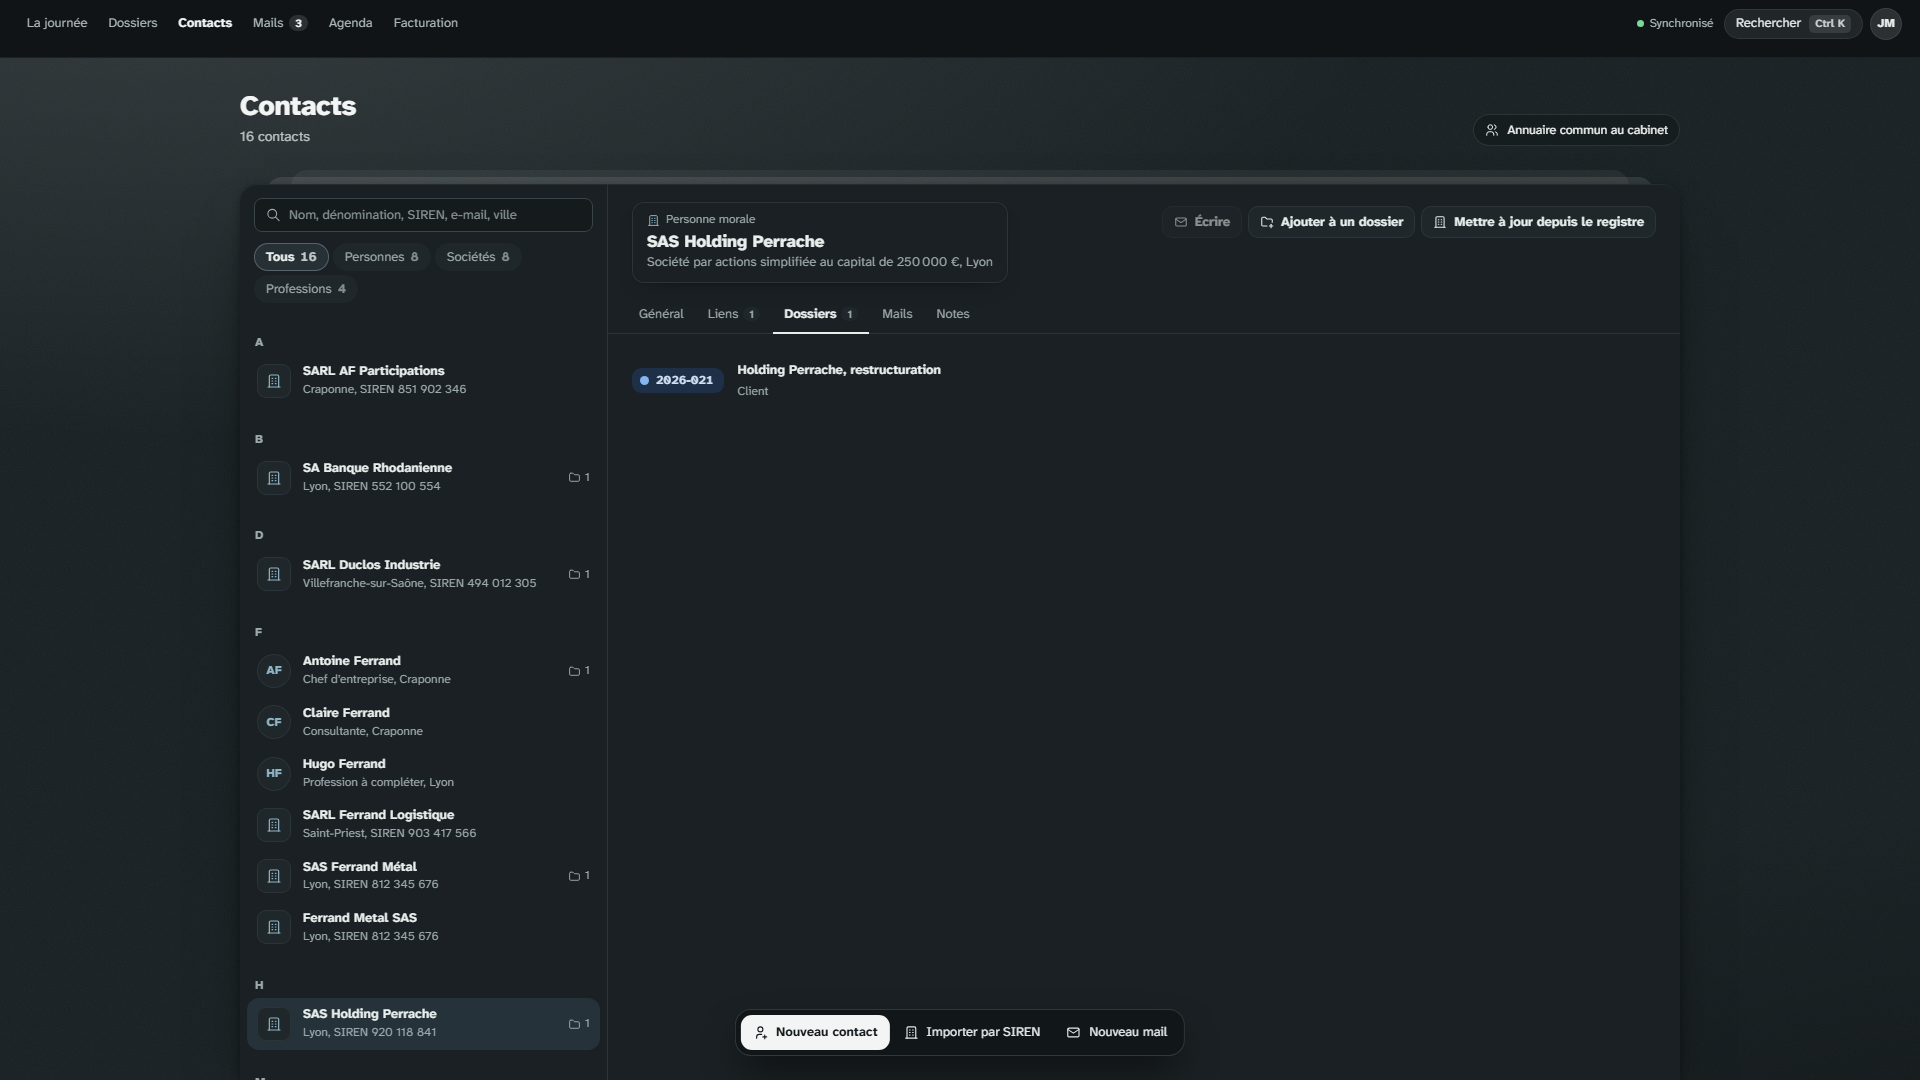 La journée
Dossiers
Contacts
Mails 3
Agenda
Facturation
Synchronisé
Rechercher Ctrl K
JM
Contacts
16 contacts
Annuaire commun au cabinet
Nom, dénomination, SIREN, e-mail, ville
Tous 16
Personnes 8
Sociétés 8
Professions 4
A
SARL AF Participations
Craponne, SIREN 851 902 346
B
SA Banque Rhodanienne
Lyon, SIREN 552 100 554
1
D
SARL Duclos Industrie
Villefranche-sur-Saône, SIREN 494 012 305
1
F
AF
Antoine Ferrand
Chef d'entreprise, Craponne
1
CF
Claire Ferrand
Consultante, Craponne
HF
Hugo Ferrand
Profession à compléter, Lyon
SARL Ferrand Logistique
Saint-Priest, SIREN 903 417 566
SAS Ferrand Métal
Lyon, SIREN 812 345 676
1
Ferrand Metal SAS
Lyon, SIREN 812 345 676
H
SAS Holding Perrache
Lyon, SIREN 920 118 841
1
Personne morale
SAS Holding Perrache
Société par actions simplifiée au capital de 250 000 €, Lyon
Écrire
Ajouter à un dossier
Mettre à jour depuis le registre
Général
Liens 1
Dossiers 1
Mails
Notes
2026-021
Holding Perrache, restructuration
Client
Nouveau contact
Importer par SIREN
Nouveau mail